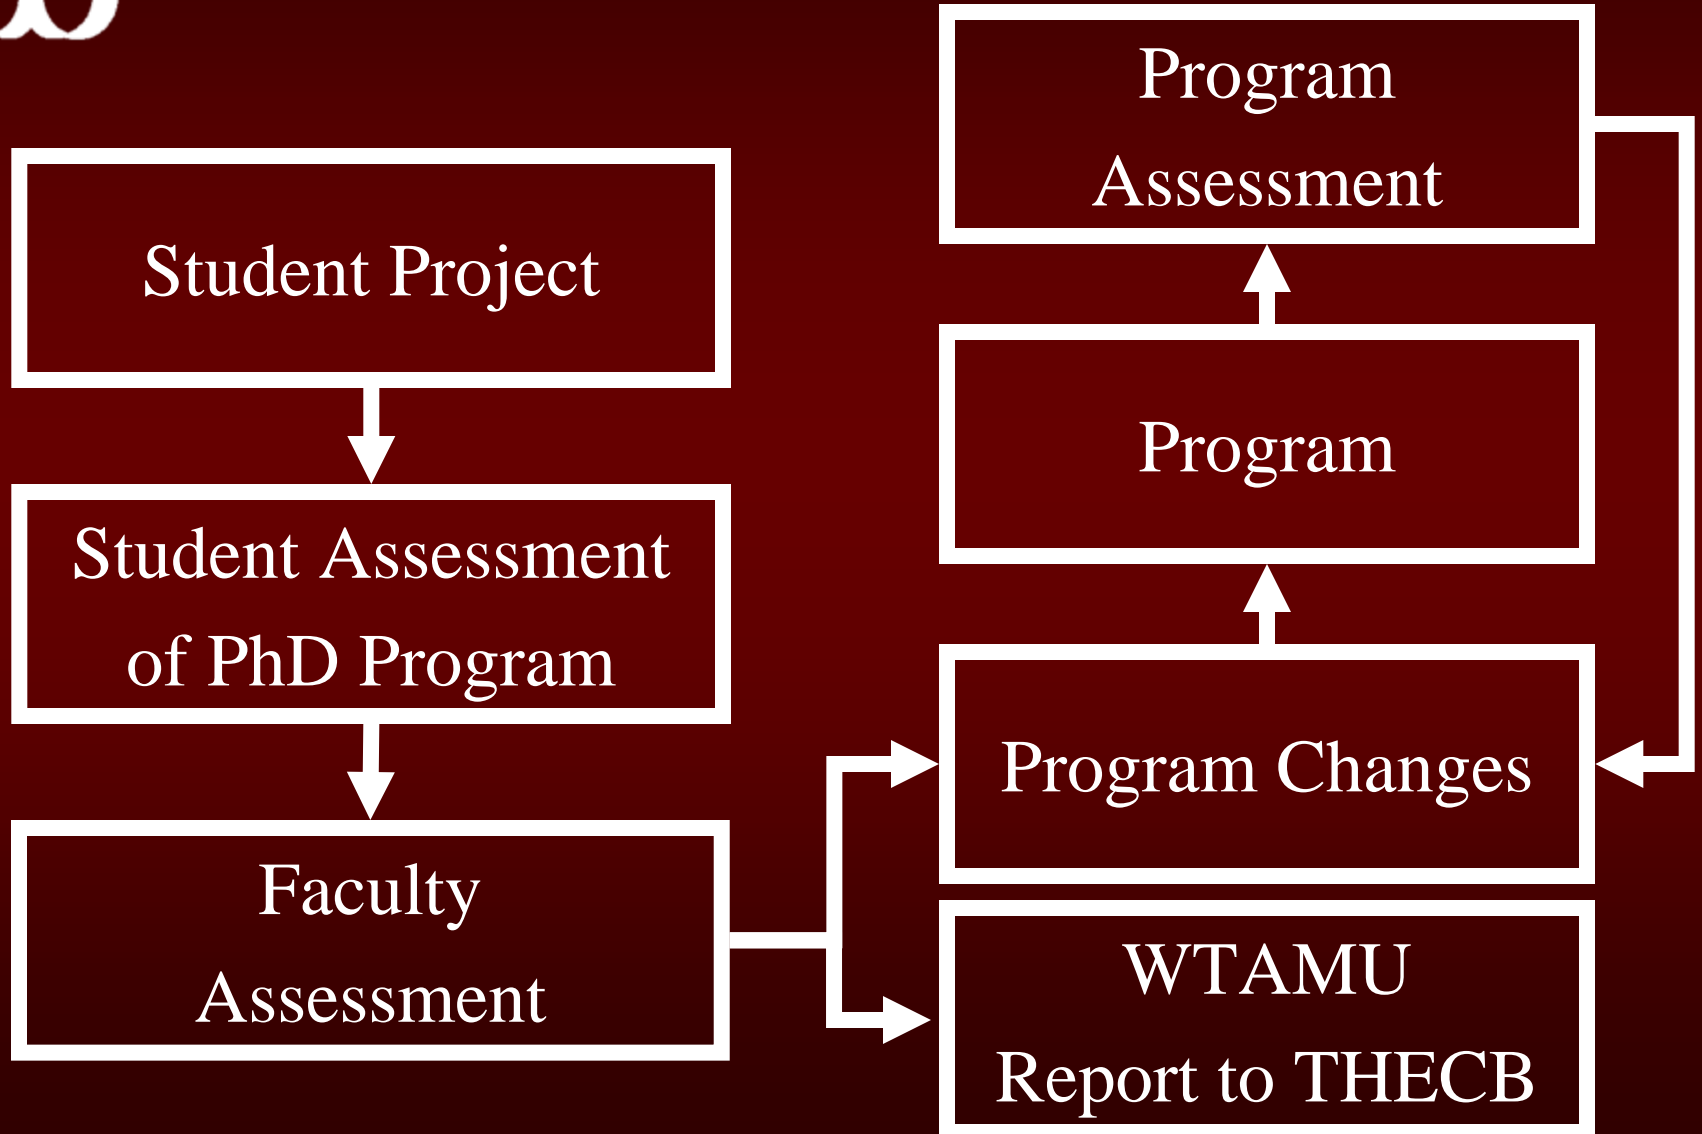 Student Project
Student Assessment
of PhD Program
Faculty
Assessment
Program
Assessment
Program
Program Changes
WTAMU
Report to THECB